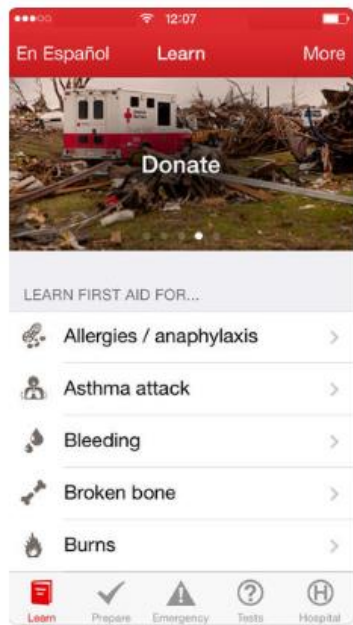 12:07
En Español Learn More
Donate
LEARN FIRST AID FOR...
Allergies / anaphylaxis
Asthma attack
Bleeding
Broken bone
Burns
Learn Prepare Emergency Tests Hospital